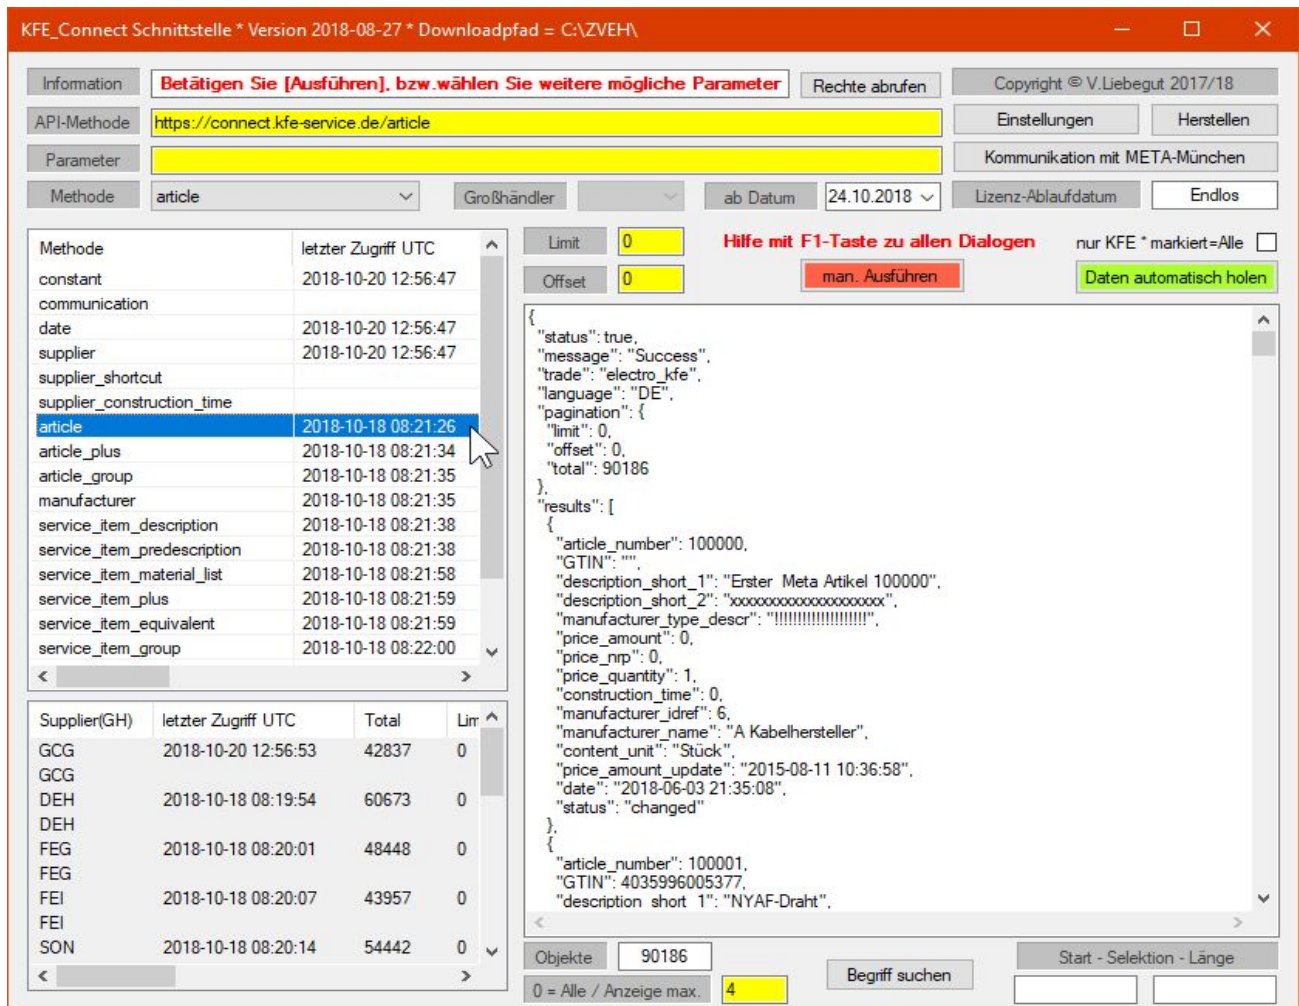 KFE_Connect Schnittstelle * Version 2018-08-27 * Downloadpfad = C:\ZVEH\
Information Betätigen Sie [Ausführen], bzw.wählen Sie weitere mögliche Parameter Rechte abrufen Copyright © V.Liebegut 2017/18
API-Methode https://connect.kfe-service.de/article Einstellungen Herstellen
Parameter Kommunikation mit META-München
Methode article Großhändler ab Datum 24.10.2018 Lizenz-Ablaufdatum Endlos
Methode letzter Zugriff UTC
constant 2018-10-20 12:56:47
communication
date 2018-10-20 12:56:47
supplier 2018-10-20 12:56:47
supplier_shortcut
supplier_construction_time
article 2018-10-18 08:21:26
article_plus 2018-10-18 08:21:34
article_group 2018-10-18 08:21:35
manufacturer 2018-10-18 08:21:35
service_item_description 2018-10-18 08:21:38
service_item_predescription 2018-10-18 08:21:38
service_item_material_list 2018-10-18 08:21:58
service_item_plus 2018-10-18 08:21:59
service_item_equivalent 2018-10-18 08:21:59
service_item_group 2018-10-18 08:22:00
Supplier(GH) letzter Zugriff UTC Total Lim
GCG 2018-10-20 12:56:53 42837 0
GCG
DEH 2018-10-18 08:19:54 60673 0
DEH
FEG 2018-10-18 08:20:01 48448 0
FEG
FEI 2018-10-18 08:20:07 43957 0
FEI
SON 2018-10-18 08:20:14 54442 0
Limit 0 Hilfe mit F1-Taste zu allen Dialogen nur KFE * markiert=Alle
Offset 0 man. Ausführen Daten automatisch holen
{
"status": true,
"message": "Success",
"trade": "electro_kfe",
"language": "DE",
"pagination": {
"limit": 0,
"offset": 0,
"total": 90186
},
"results": [
{
"article_number": 100000,
"GTIN": "",
"description_short_1": "Erster  Meta Artikel 100000",
"description_short_2": "xxxxxxxxxxxxxxxxxxxx",
"manufacturer_type_descr": "!!!!!!!!!!!!!!!!!!!!",
"price_amount": 0,
"price_nrp": 0,
"price_quantity": 1,
"construction_time": 0,
"manufacturer_idref": 6,
"manufacturer_name": "A Kabelhersteller",
"content_unit": "Stück",
"price_amount_update": "2015-08-11 10:36:58",
"date": "2018-06-03 21:35:08",
"status": "changed"
},
{
"article_number": 100001,
"GTIN": 4035996005377,
"description_short_1": "NYAF-Draht",
Objekte 90186 Begriff suchen Start - Selektion - Länge
0 = Alle / Anzeige max. 4